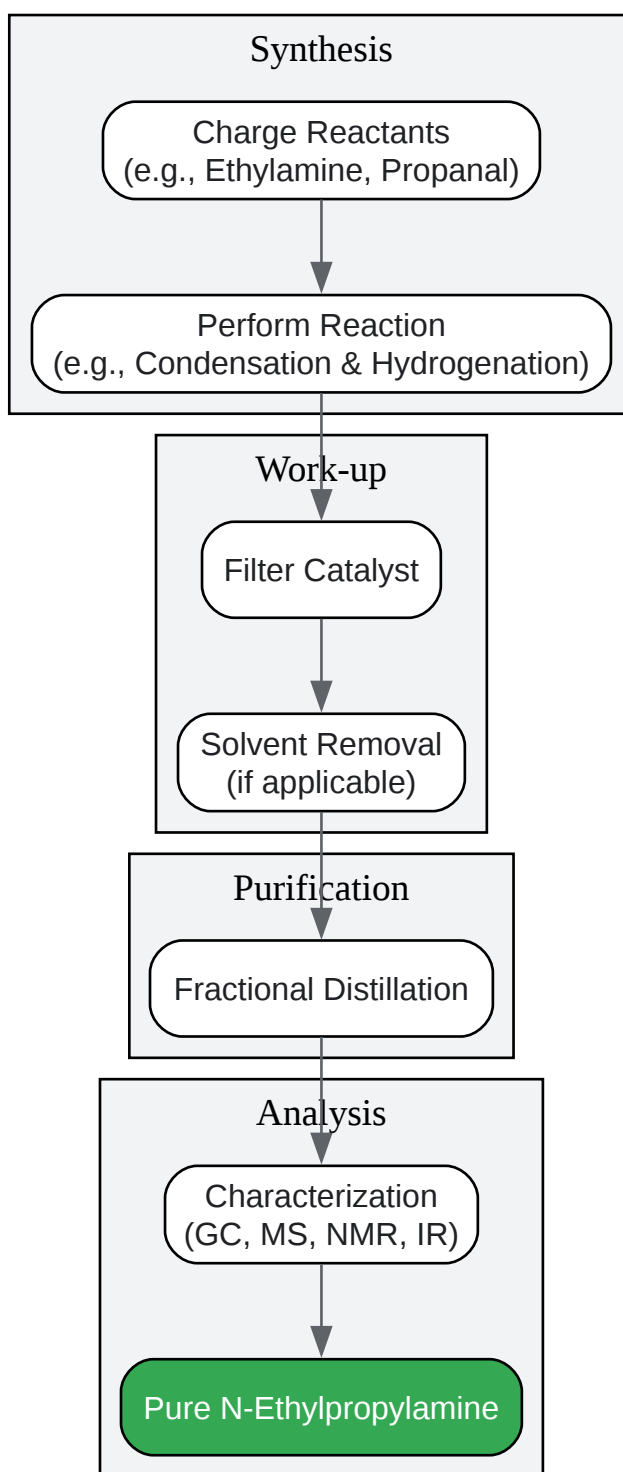 Synthesis
Charge Reactants
(e.g., Ethylamine, Propanal)
Perform Reaction
(e.g., Condensation & Hydrogenation)
Work-up
Filter Catalyst
Solvent Removal
(if applicable)
Purification
Fractional Distillation
Analysis
Characterization
(GC, MS, NMR, IR)
Pure N-Ethylpropylamine